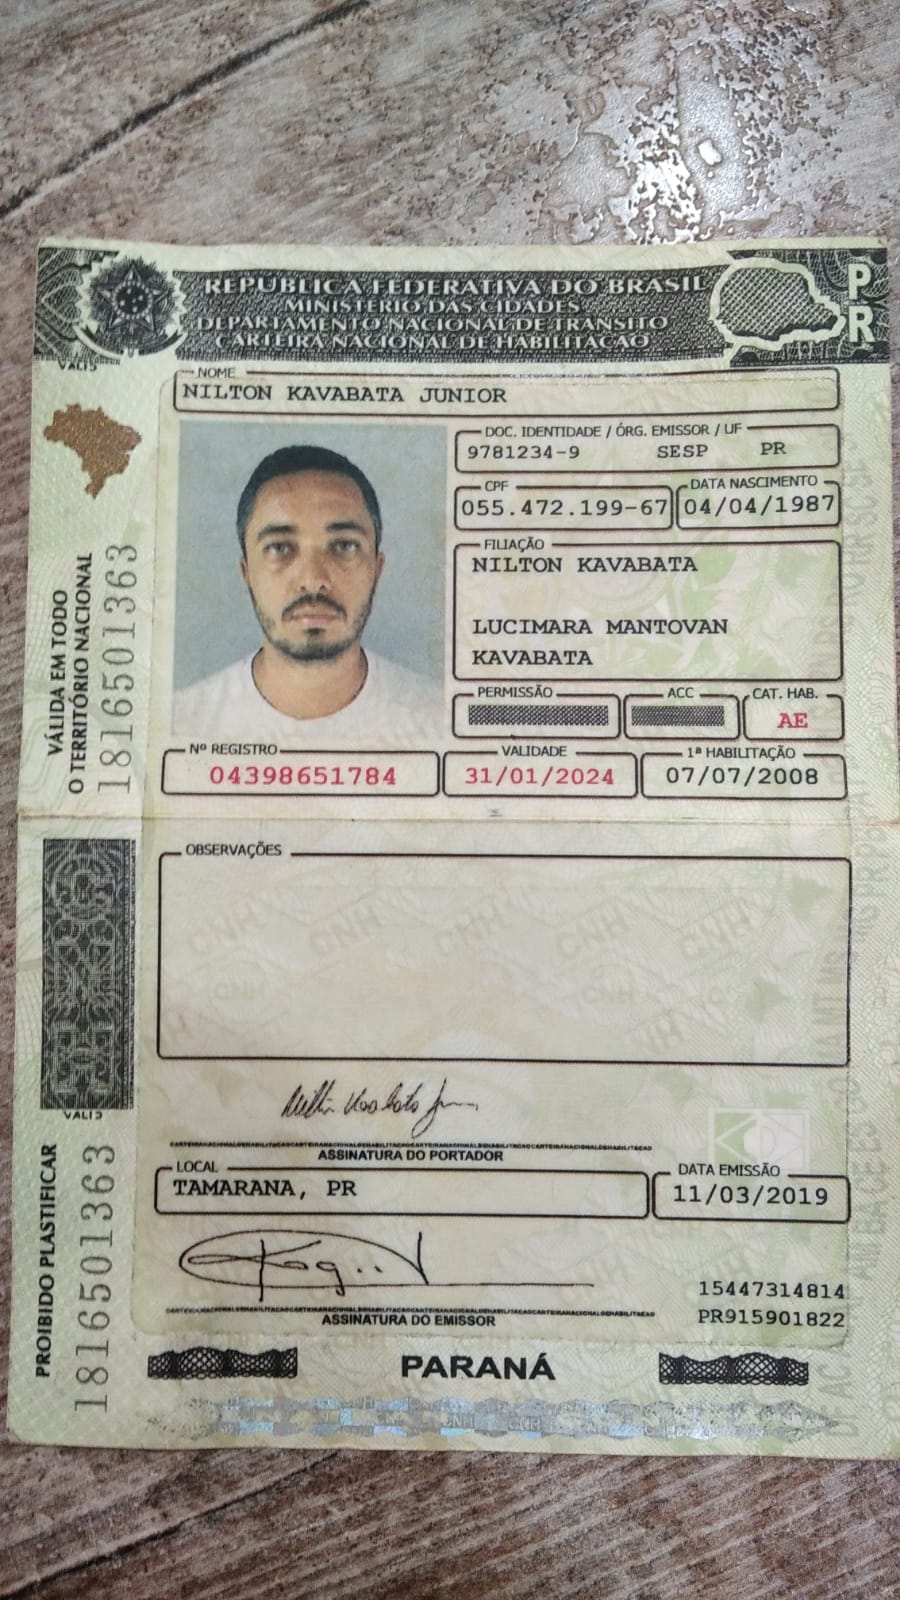 REPÚBLICA FEDERATIVA DO BRASIL
MINISTÉRIO DAS CIDADES
DEPARTAMENTO NACIONAL DE TRÂNSITO
CARTEIRA NACIONAL DE HABILITAÇÃO
PR
NOME
NILTON KAVABATA JUNIOR
DOC. IDENTIDADE / ÓRG. EMISSOR / UF
9781234-9 SESP PR
CPF
055.472.199-67
DATA NASCIMENTO
04/04/1987
FILIAÇÃO
NILTON KAVABATA
LUCIMARA MANTOVAN
KAVABATA
PERMISSÃO
ACC
CAT. HAB.
AE
Nº REGISTRO
04398651784
VALIDADE
31/01/2024
1ª HABILITAÇÃO
07/07/2008
VÁLIDA EM TODO
O TERRITÓRIO NACIONAL
1816501363
OBSERVAÇÕES
ASSINATURA DO PORTADOR
LOCAL
TAMARANA, PR
DATA EMISSÃO
11/03/2019
15447314814
PR915901822
ASSINATURA DO EMISSOR
PROIBIDO PLASTIFICAR
1816501363
PARANÁ